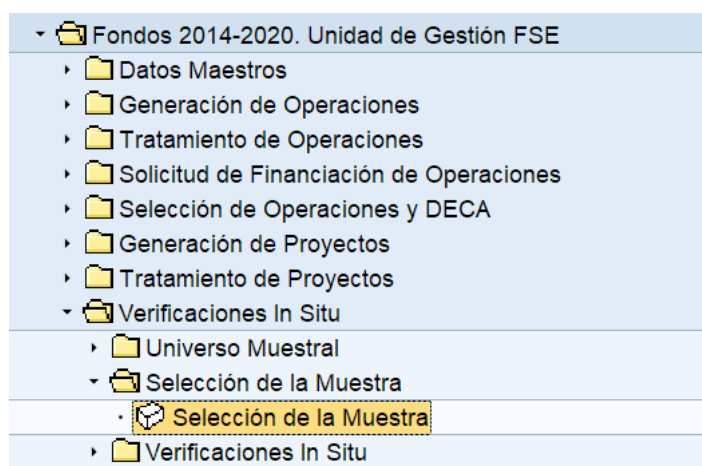 Fondos 2014-2020. Unidad de Gestión FSE
Datos Maestros
Generación de Operaciones
Tratamiento de Operaciones
Solicitud de Financiación de Operaciones
Selección de Operaciones y DECA
Generación de Proyectos
Tratamiento de Proyectos
Verificaciones In Situ
Universo Muestral
Selección de la Muestra
Selección de la Muestra
Verificaciones In Situ